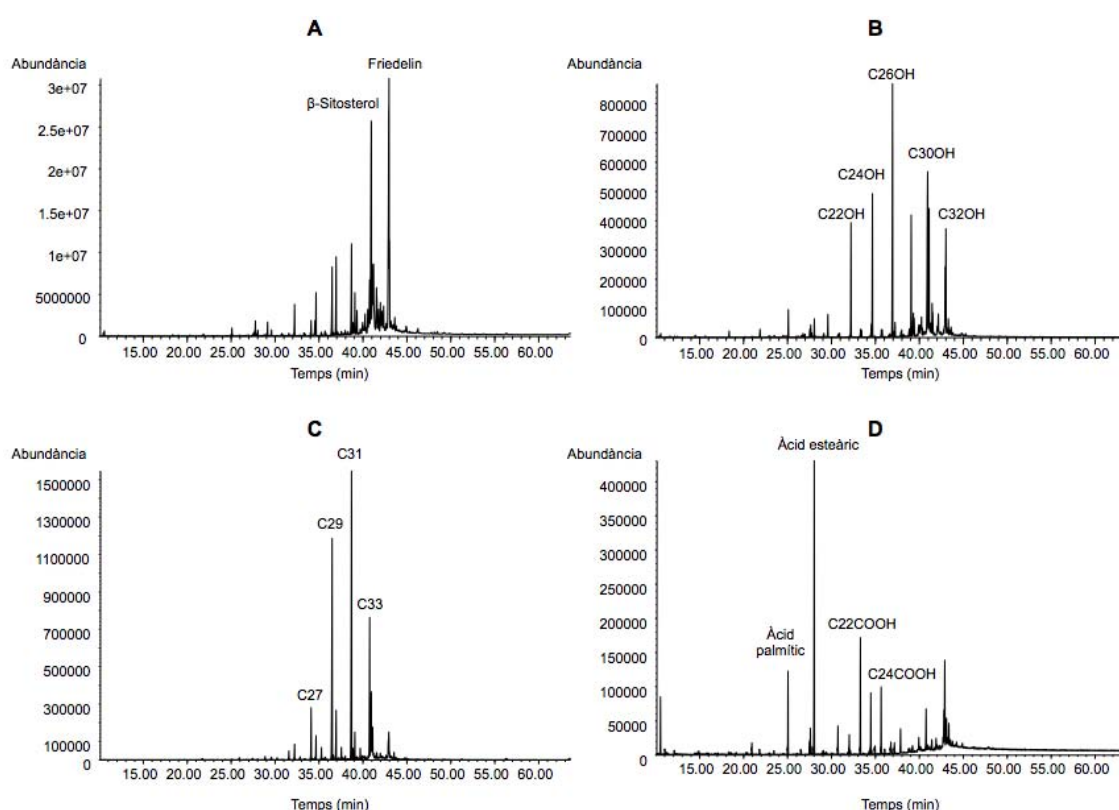 A
Abundància
Friedelin
β-Sitosterol
3e+07
2.5e+07
2e+07
1.5e+07
1e+07
5000000
0
15.00 20.00 25.00 30.00 35.00 40.00 45.00 50.00 55.00 60.00
Temps (min)
B
Abundància
C26OH
C30OH
C24OH
C22OH
C32OH
800000
700000
600000
500000
400000
300000
200000
100000
0
15.00 20.00 25.00 30.00 35.00 40.00 45.00 50.00 55.00 60.00
Temps (min)
C
Abundància
C31
C29
C33
C27
1500000
1300000
1100000
900000
700000
500000
300000
100000
0
15.00 20.00 25.00 30.00 35.00 40.00 45.00 50.00 55.00 60.00
Temps (min)
D
Abundància
Àcid esteàric
C22COOH
Àcid
palmític
C24COOH
400000
350000
300000
250000
200000
150000
100000
50000
0
15.00 20.00 25.00 30.00 35.00 40.00 45.00 50.00 55.00 60.00
Temps (min)